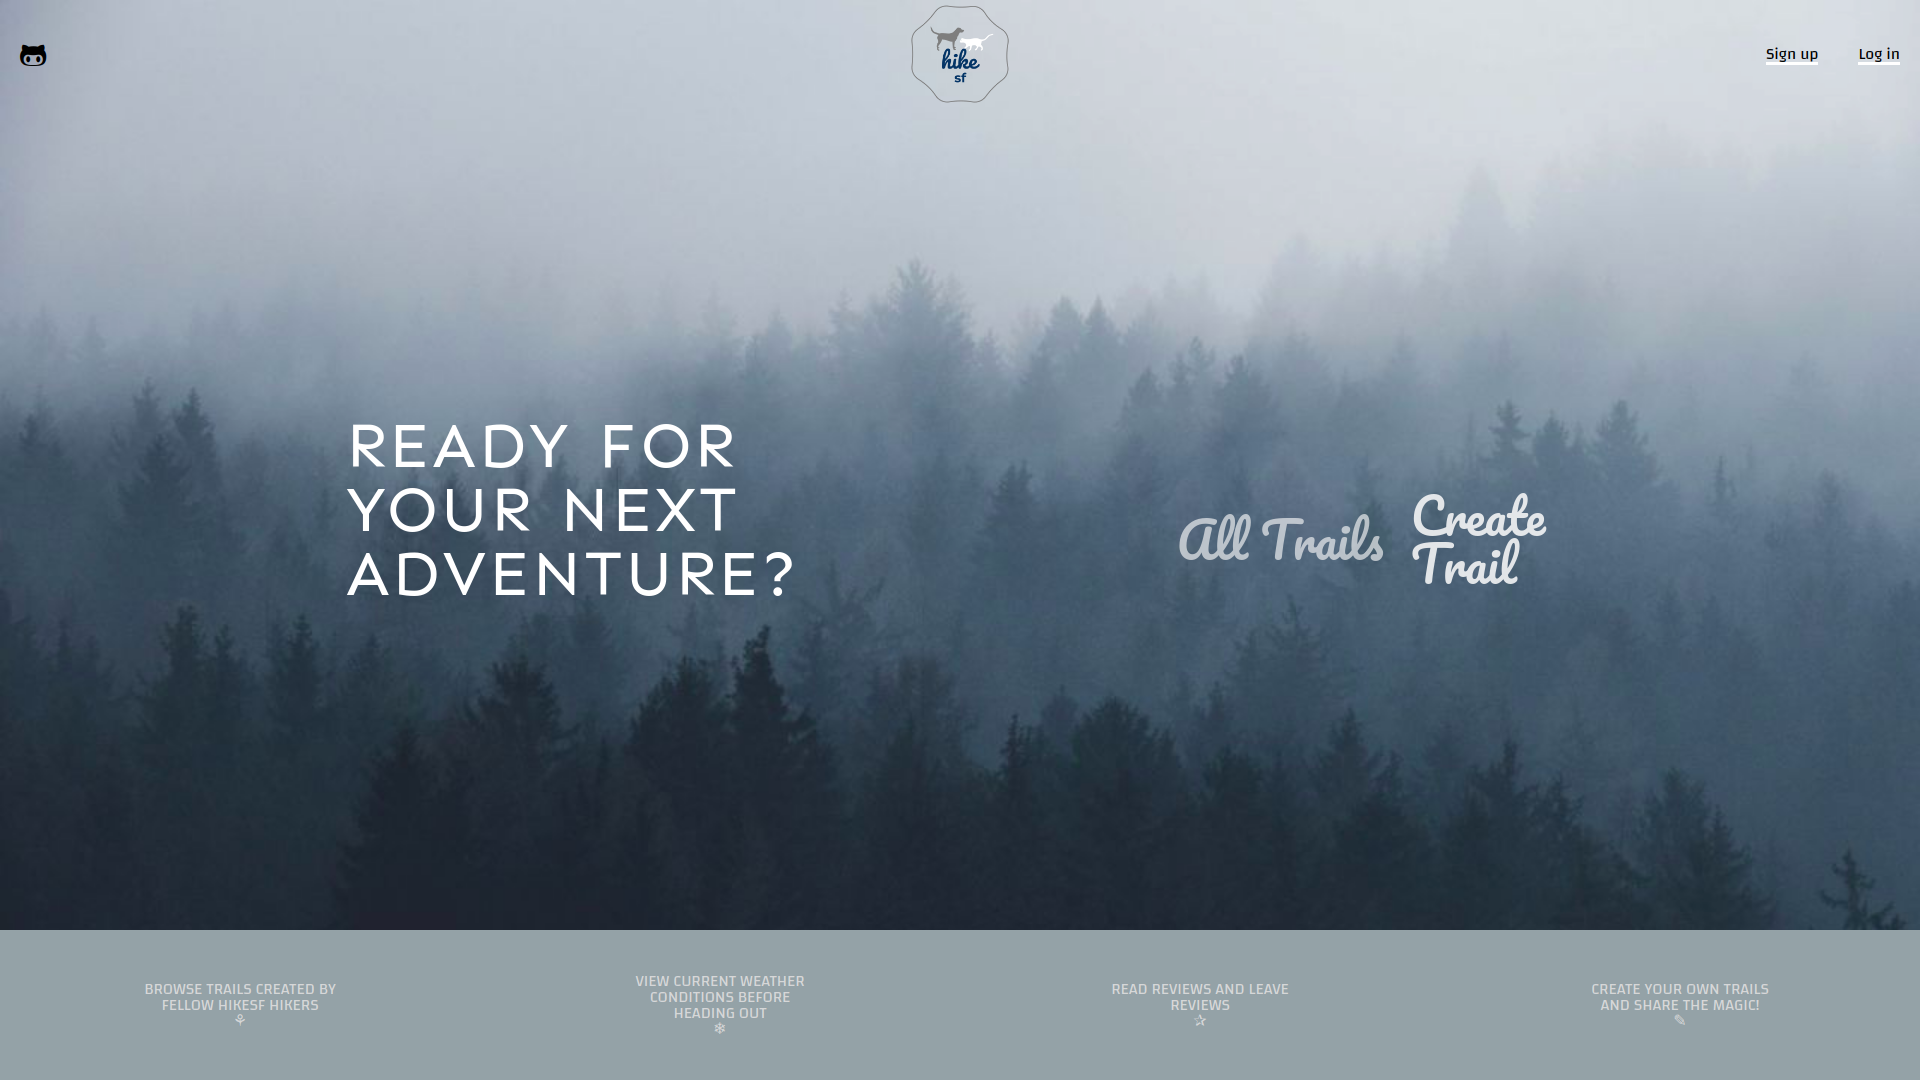 hike
sf
Sign up
Log in
READY FOR
YOUR NEXT
ADVENTURE?
All Trails
Create
Trail
BROWSE TRAILS CREATED BY
FELLOW HIKESF HIKERS
⚘
VIEW CURRENT WEATHER
CONDITIONS BEFORE
HEADING OUT
❄
READ REVIEWS AND LEAVE
REVIEWS
✰
CREATE YOUR OWN TRAILS
AND SHARE THE MAGIC!
✎